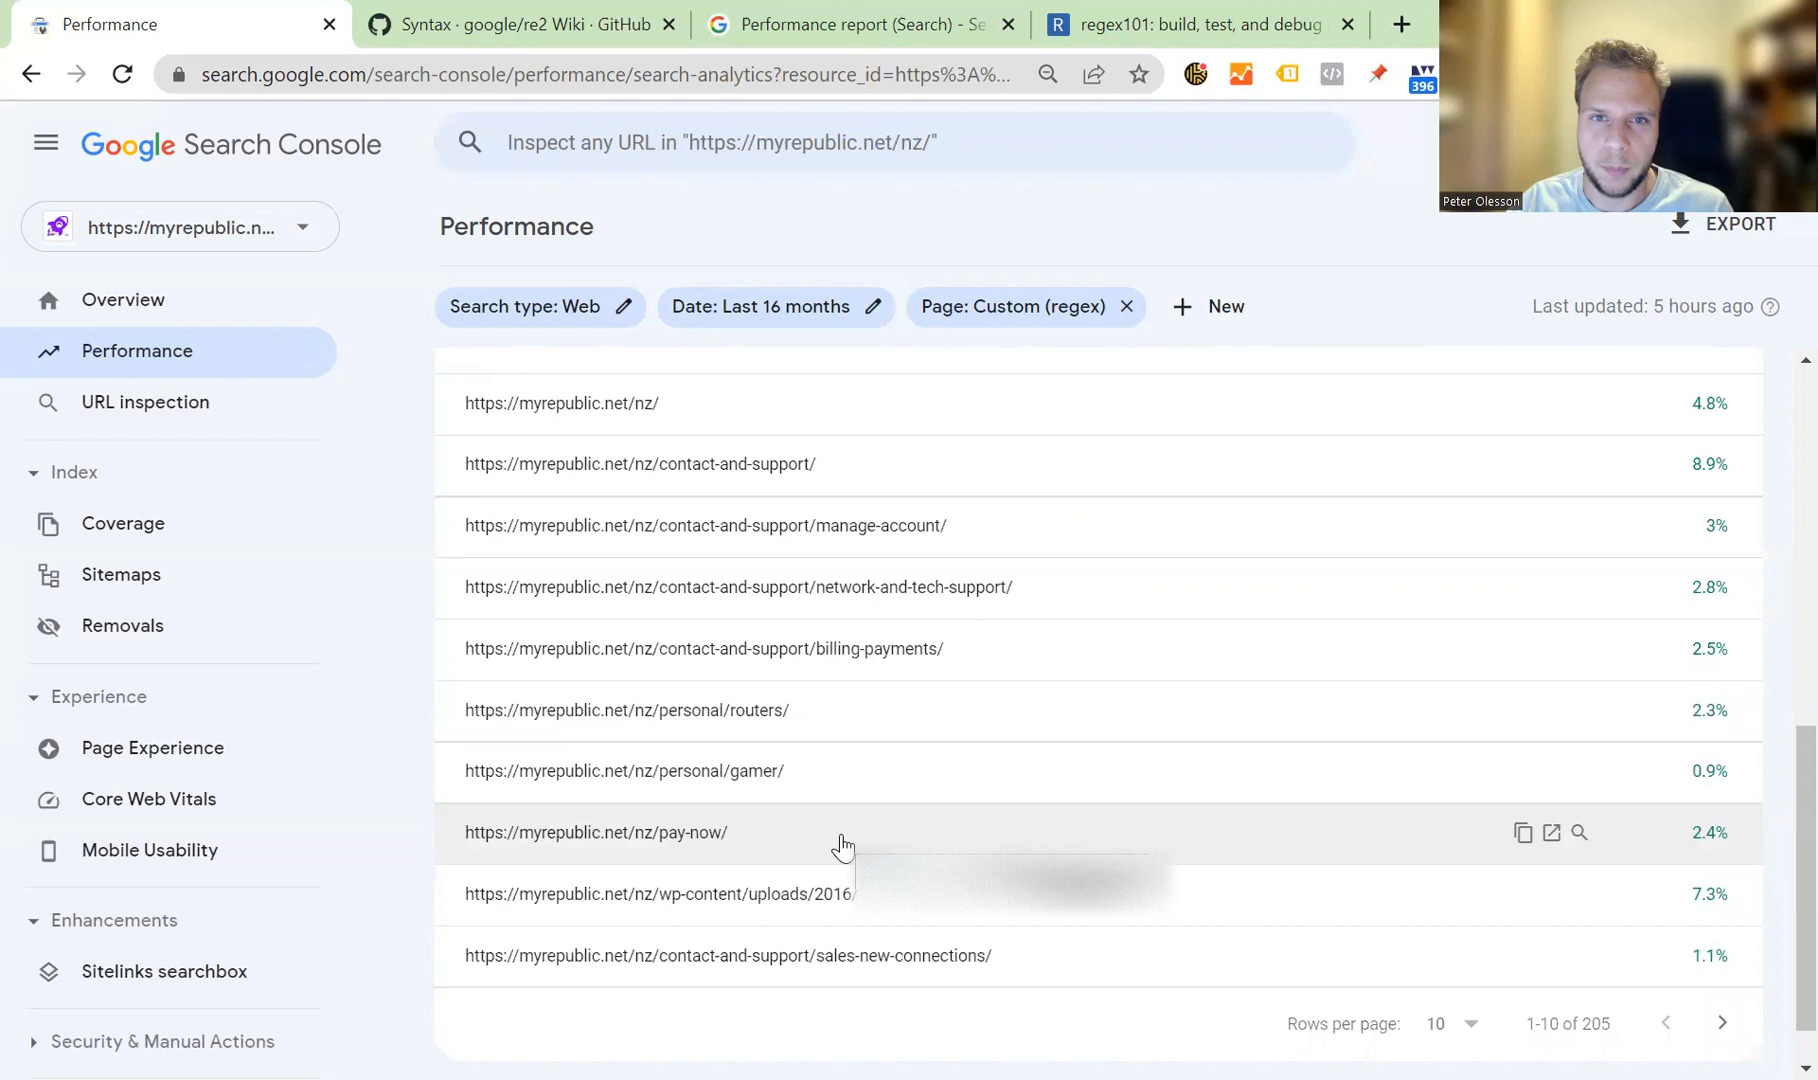 Performance
Syntax · google/re2 Wiki · GitHub
Performance report (Search) - Se
regex101: build, test, and debug
search.google.com/search-console/performance/search-analytics?resource_id=https%3A%...
396
Peter Olesson
Google Search Console
Inspect any URL in "https://myrepublic.net/nz/"
https://myrepublic.n...
Performance
EXPORT
Search type: Web
Date: Last 16 months
Page: Custom (regex)
New
Last updated: 5 hours ago
Overview
Performance
URL inspection
Index
Coverage
Sitemaps
Removals
Experience
Page Experience
Core Web Vitals
Mobile Usability
Enhancements
Sitelinks searchbox
Security & Manual Actions
https://myrepublic.net/nz/ 4.8%
https://myrepublic.net/nz/contact-and-support/ 8.9%
https://myrepublic.net/nz/contact-and-support/manage-account/ 3%
https://myrepublic.net/nz/contact-and-support/network-and-tech-support/ 2.8%
https://myrepublic.net/nz/contact-and-support/billing-payments/ 2.5%
https://myrepublic.net/nz/personal/routers/ 2.3%
https://myrepublic.net/nz/personal/gamer/ 0.9%
https://myrepublic.net/nz/pay-now/ 2.4%
https://myrepublic.net/nz/wp-content/uploads/2016/ 7.3%
https://myrepublic.net/nz/contact-and-support/sales-new-connections/ 1.1%
Rows per page: 10 1-10 of 205